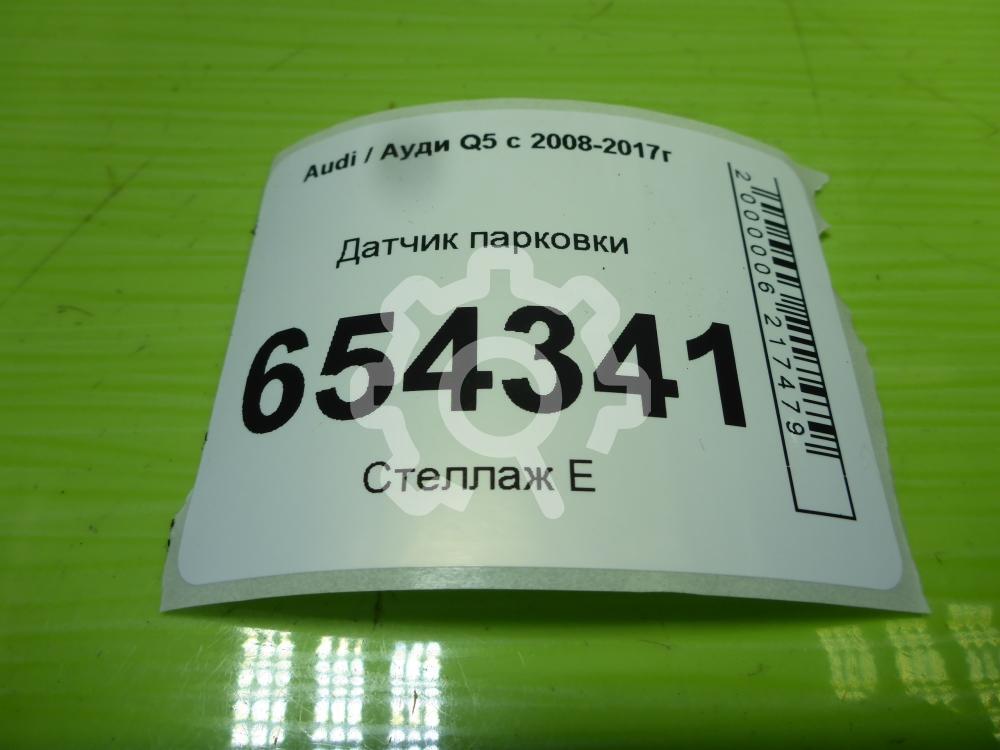 Audi / Ауди Q5 с 2008-2017г
Датчик парковки
654341
Стеллаж Е
2000006217479